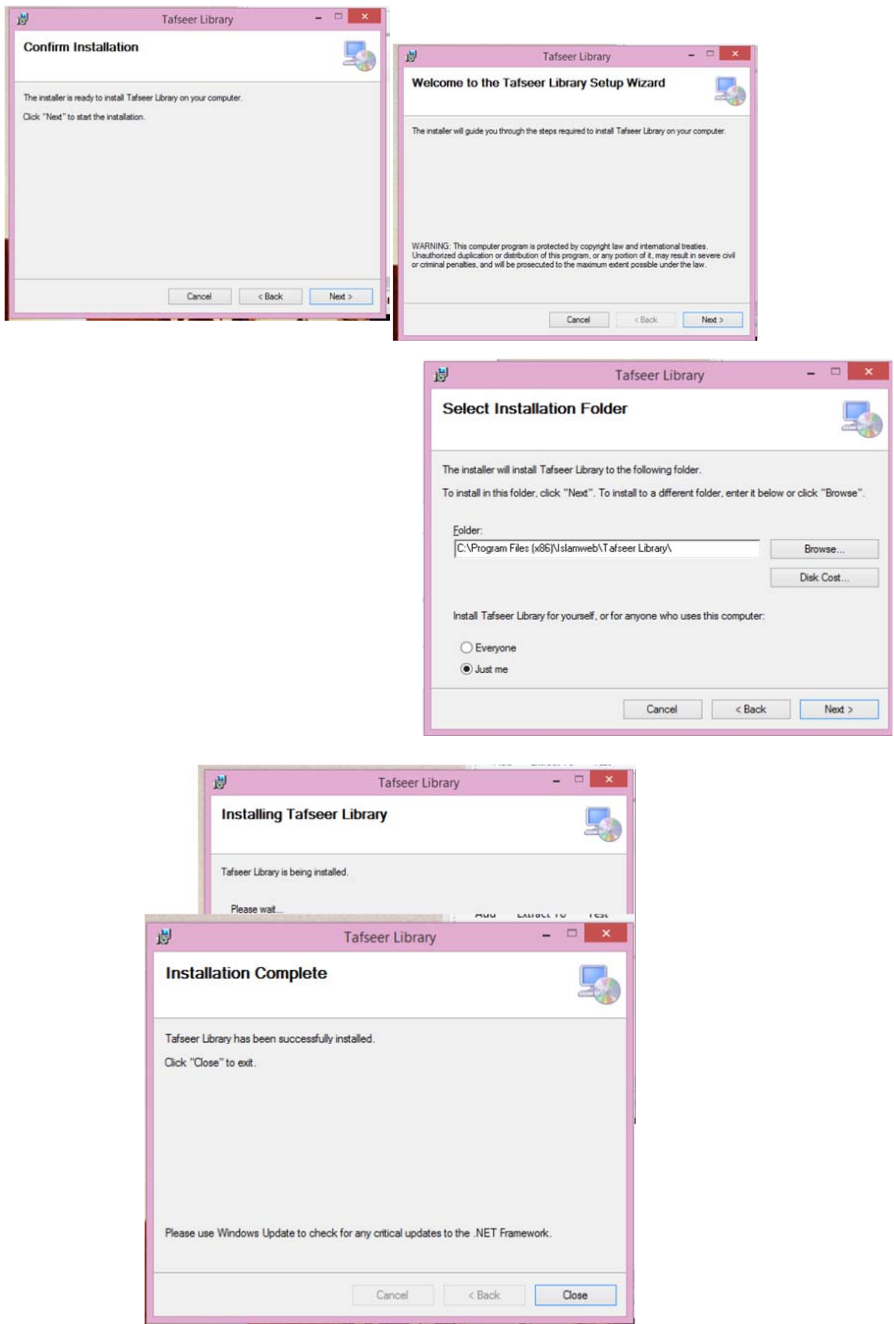 Tafseer Library
Confirm Installation
The installer is ready to install Tafseer Library on your computer.
Click "Next" to start the installation.
Cancel
< Back
Next >
Tafseer Library
Welcome to the Tafseer Library Setup Wizard
The installer will guide you through the steps required to install Tafseer Library on your computer.
WARNING: This computer program is protected by copyright law and international treaties.
Unauthorized duplication or distribution of this program, or any portion of it, may result in severe civil
or criminal penalties, and will be prosecuted to the maximum extent possible under the law.
Cancel
< Back
Next >
Tafseer Library
Select Installation Folder
The installer will install Tafseer Library to the following folder.
To install in this folder, click "Next". To install to a different folder, enter it below or click "Browse".
Folder:
C:\Program Files (x86)\Islamweb\Tafseer Library\
Browse...
Disk Cost...
Install Tafseer Library for yourself, or for anyone who uses this computer:
Everyone
Just me
Cancel
< Back
Next >
Tafseer Library
Installing Tafseer Library
Tafseer Library is being installed.
Please wait...
Add Extract To Test
Tafseer Library
Installation Complete
Tafseer Library has been successfully installed.
Click "Close" to exit.
Please use Windows Update to check for any critical updates to the .NET Framework.
Cancel
< Back
Close